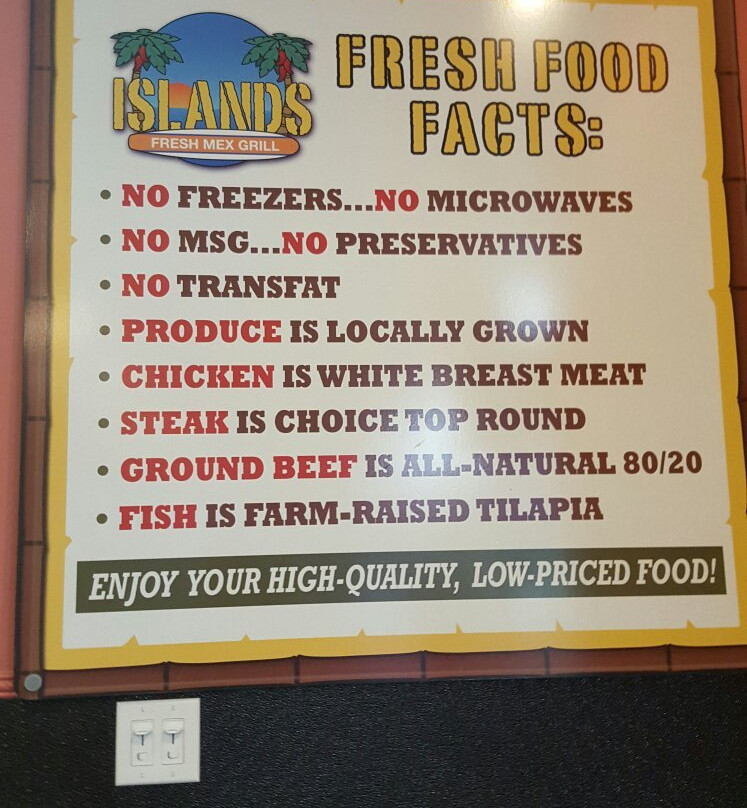 ISLANDS
FRESH MEX GRILL
FRESH FOOD
FACTS:
• NO FREEZERS...NO MICROWAVES
• NO MSG...NO PRESERVATIVES
• NO TRANSFAT
• PRODUCE IS LOCALLY GROWN
• CHICKEN IS WHITE BREAST MEAT
• STEAK IS CHOICE TOP ROUND
• GROUND BEEF IS ALL-NATURAL 80/20
• FISH IS FARM-RAISED TILAPIA
ENJOY YOUR HIGH-QUALITY, LOW-PRICED FOOD!